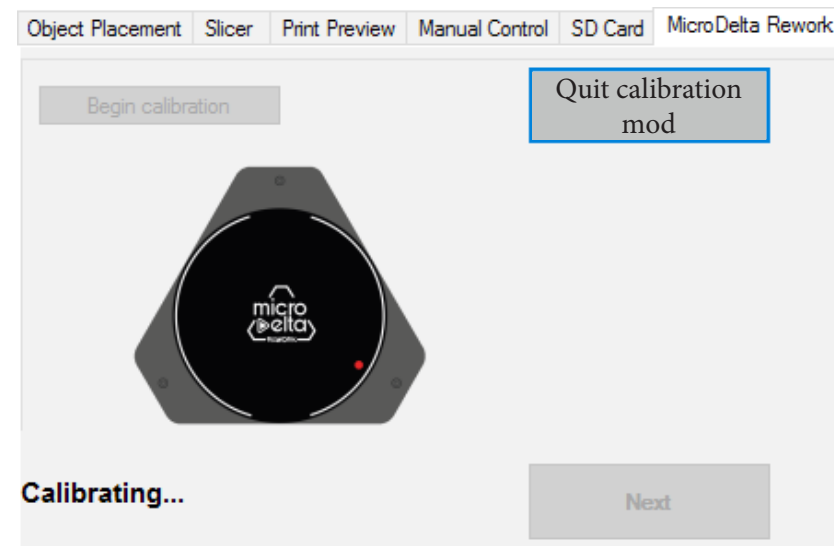 Object Placement Slicer Print Preview Manual Control SD Card MicroDelta Rework
Begin calibration
Quit calibration
mod
micro
Delta
REWORK
Calibrating...
Next